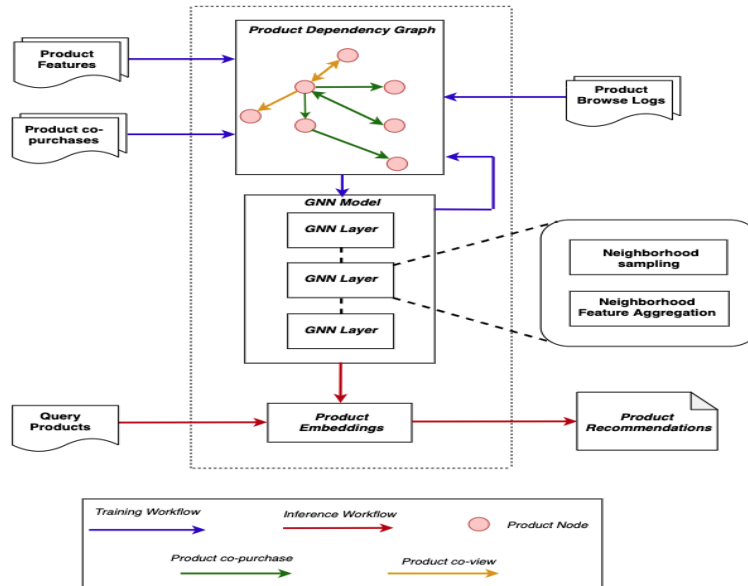 Product Dependency Graph
Product
Features
Product co-
purchases
Product
Browse Logs
GNN Model
GNN Layer
GNN Layer
GNN Layer
Neighborhood
sampling
Neighborhood
Feature Aggregation
Query
Products
Product
Embeddings
Product
Recommendations
Training Workflow
Inference Workflow
Product Node
Product co-purchase
Product co-view